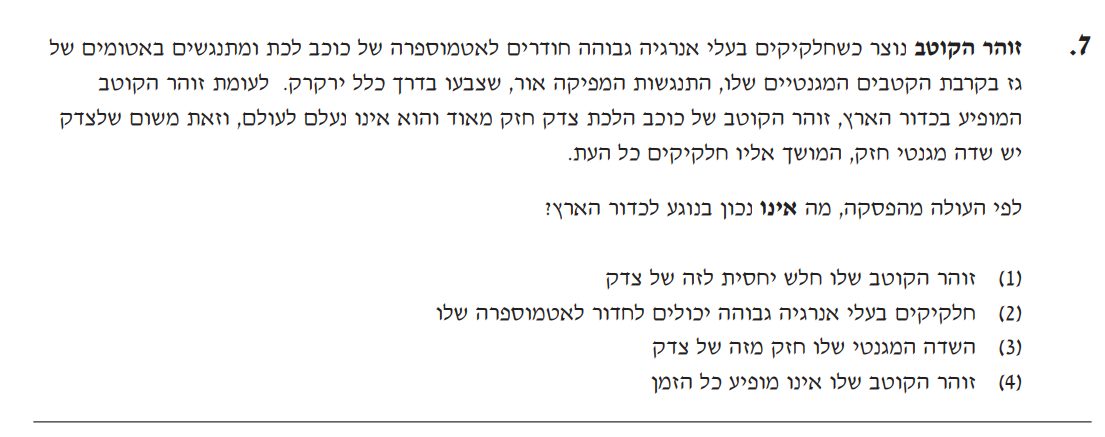 7. זוהר הקוטב נוצר כשחלקיקים בעלי אנרגיה גבוהה חודרים לאטמוספרה של כוכב לכת ומתנגשים באטומים של
גז בקרבת הקטבים המגנטיים שלו, התנגשות המפיקה אור, שצבעו בדרך כלל ירקרק. לעומת זוהר הקוטב
המופיע בכדור הארץ, זוהר הקוטב של כוכב הלכת צדק חזק מאוד והוא אינו נעלם לעולם, וזאת משום שלצדק
יש שדה מגנטי חזק, המושך אליו חלקיקים כל העת.
לפי העולה מהפסקה, מה אינו נכון בנוגע לכדור הארץ?
(1) זוהר הקוטב שלו חלש יחסית לזה של צדק
(2) חלקיקים בעלי אנרגיה גבוהה יכולים לחדור לאטמוספרה שלו
(3) השדה המגנטי שלו חזק מזה של צדק
(4) זוהר הקוטב שלו אינו מופיע כל הזמן